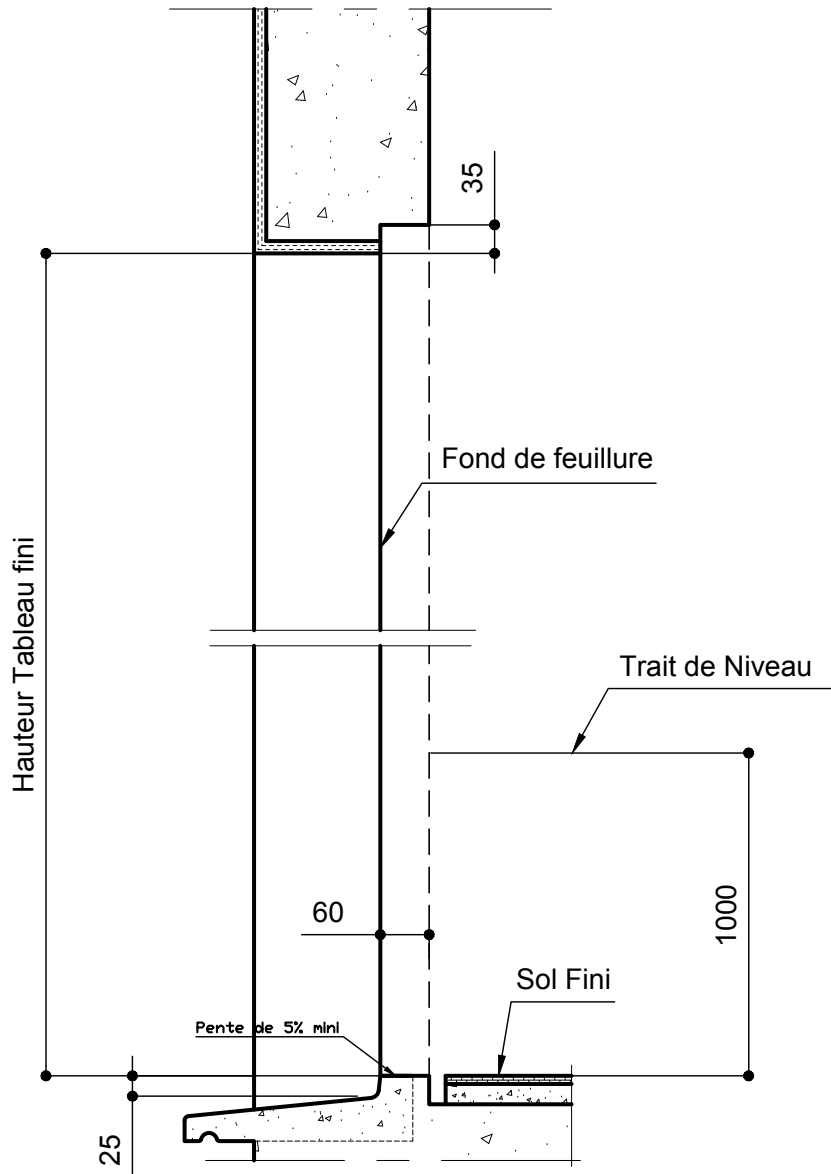 35
Fond de feuillure
Hauteur Tableau fini
Trait de Niveau
60
1000
Sol Fini
Pente de 5% mini
25